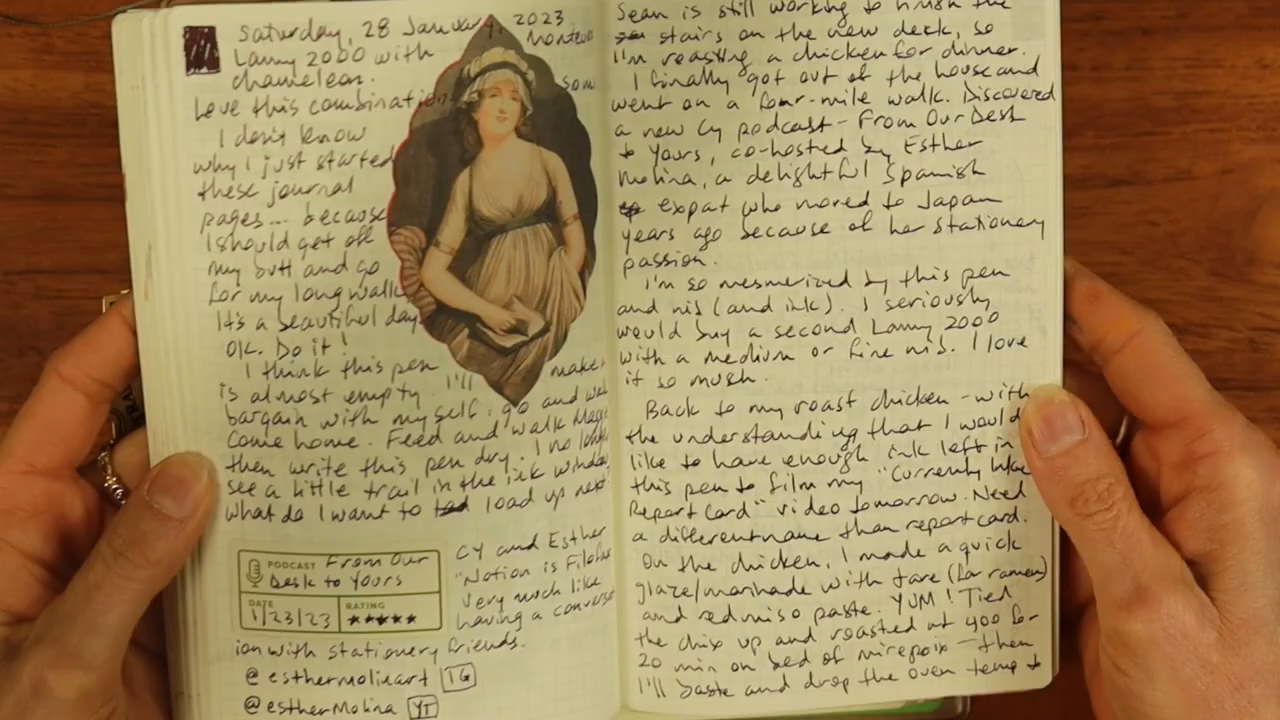 Saturday, 28 January, 2023
Lamy 2000 with
chameleon.
Som
Love this combination.
I don't know
why I just started
these journal
pages... because
I should get off
my butt and go
for my long walk.
It's a beautiful day.
OK. Do it!
I think this pen
is almost empty. I'll make
bargain with myself: go and walk
Come home. Feed and walk
then write this pen dry. I no
see a little trail in the ink window
what do I want to load up next
PODCAST From Our
Desk to Yours
DATE RATING
1/23/23 ★★★★★
CY and Esther
"Notion is
very much like
having a convers
ion with stationery friends.
@esthermolinart IG
@estherMolina YT
Sean is still working to finish the
stairs on the new deck, so
I'm roasting a chicken for dinner.
I finally got out of the house and
went on a four-mile walk. Discovered
a new CY podcast - From Our Desk
to Yours, co-hosted by Esther
Molina, a delightful Spanish
expat who moved to Japan
years ago because of her stationery
passion.
I'm so mesmerized by this pen
and nib (and ink). I seriously
would buy a second Lamy 2000
with a medium or fine nib. I love
it so much.
Back to my roast chicken - with
the understanding that I would
like to have enough ink left in
this pen to film my "Currently Inked
Report Card" video tomorrow. Need
a different name than report card.
On the chicken, I made a quick
glaze/marinade with tare (for ramen)
and red miso paste. YUM! Tied
the chix up and roasted at 400 for
20 min on bed of mirepoix - then
I'll baste and drop the oven temp to